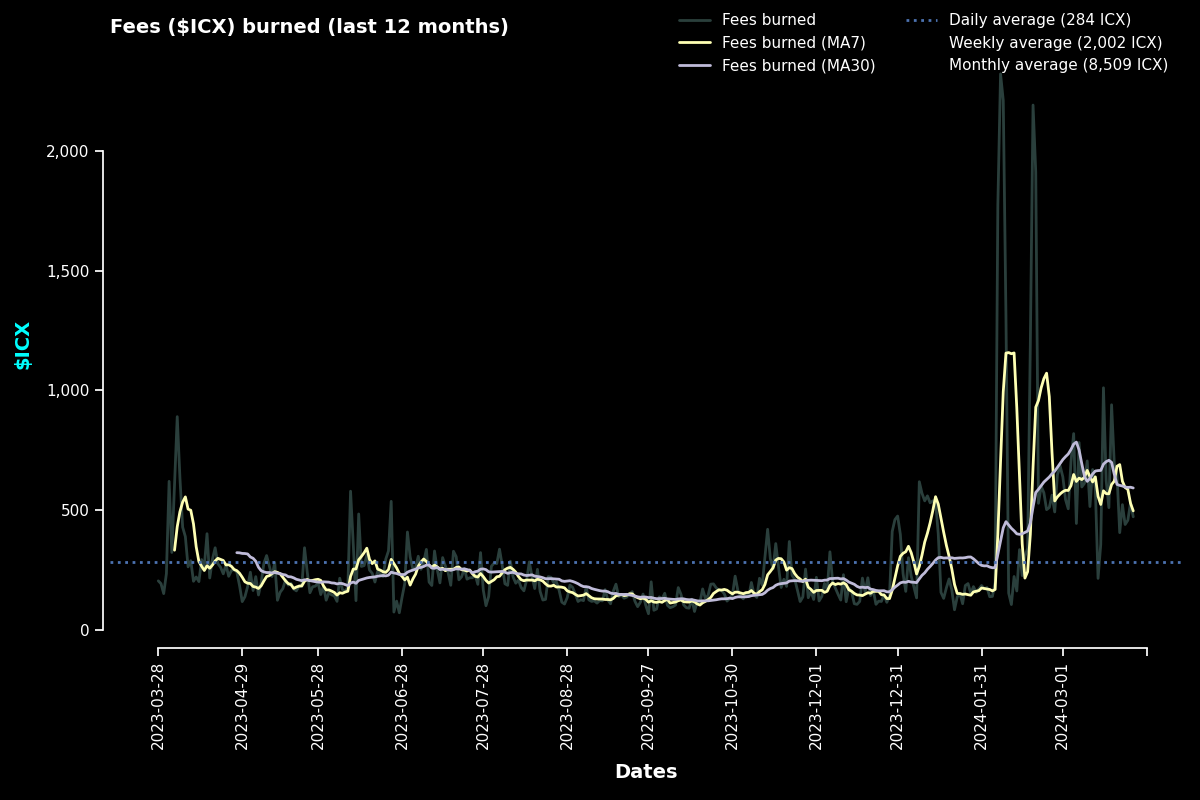 Fees ($ICX) burned (last 12 months)
Fees burned
Fees burned (MA7)
Fees burned (MA30)
Daily average (284 ICX)
Weekly average (2,002 ICX)
Monthly average (8,509 ICX)
2,000
1,500
1,000
500
0
$ICX
2023-03-28
2023-04-29
2023-05-28
2023-06-28
2023-07-28
2023-08-28
2023-09-27
2023-10-30
2023-12-01
2023-12-31
2024-01-31
2024-03-01
Dates